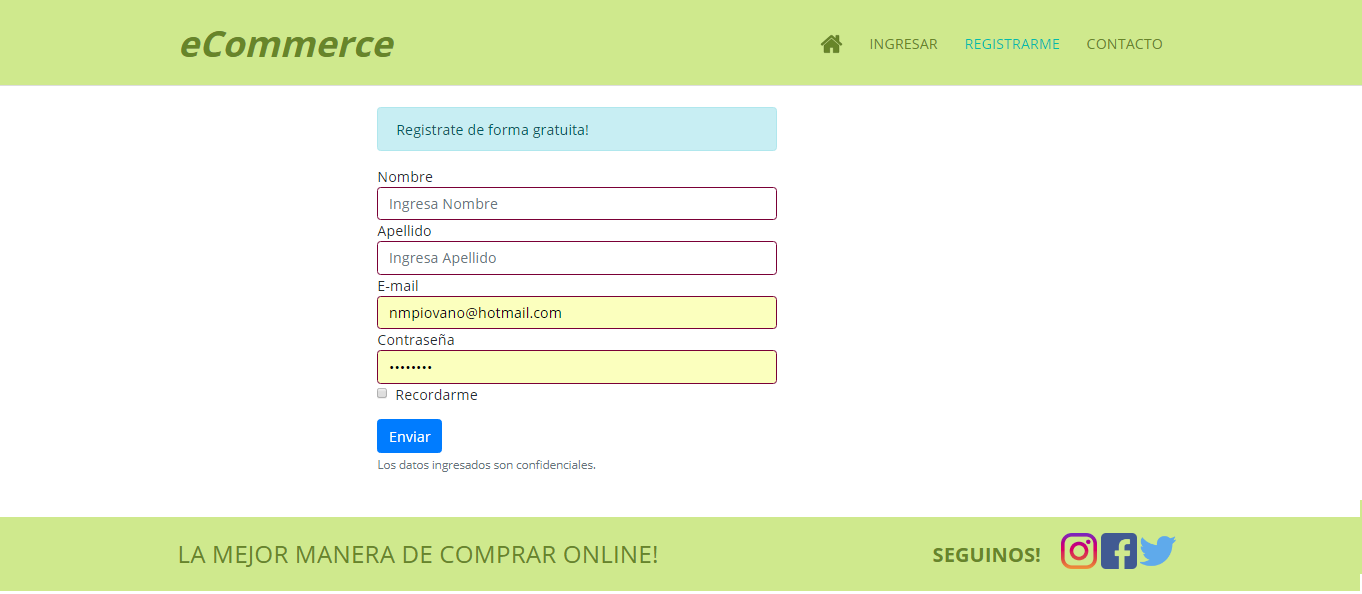 eCommerce
INGRESAR REGISTRARME CONTACTO
Registrate de forma gratuita!
Nombre
Ingresa Nombre
Apellido
Ingresa Apellido
E-mail
nmpiovano@hotmail.com
Contraseña
••••••••
Recordarme
Enviar
Los datos ingresados son confidenciales.
LA MEJOR MANERA DE COMPRAR ONLINE! SEGUINOS!